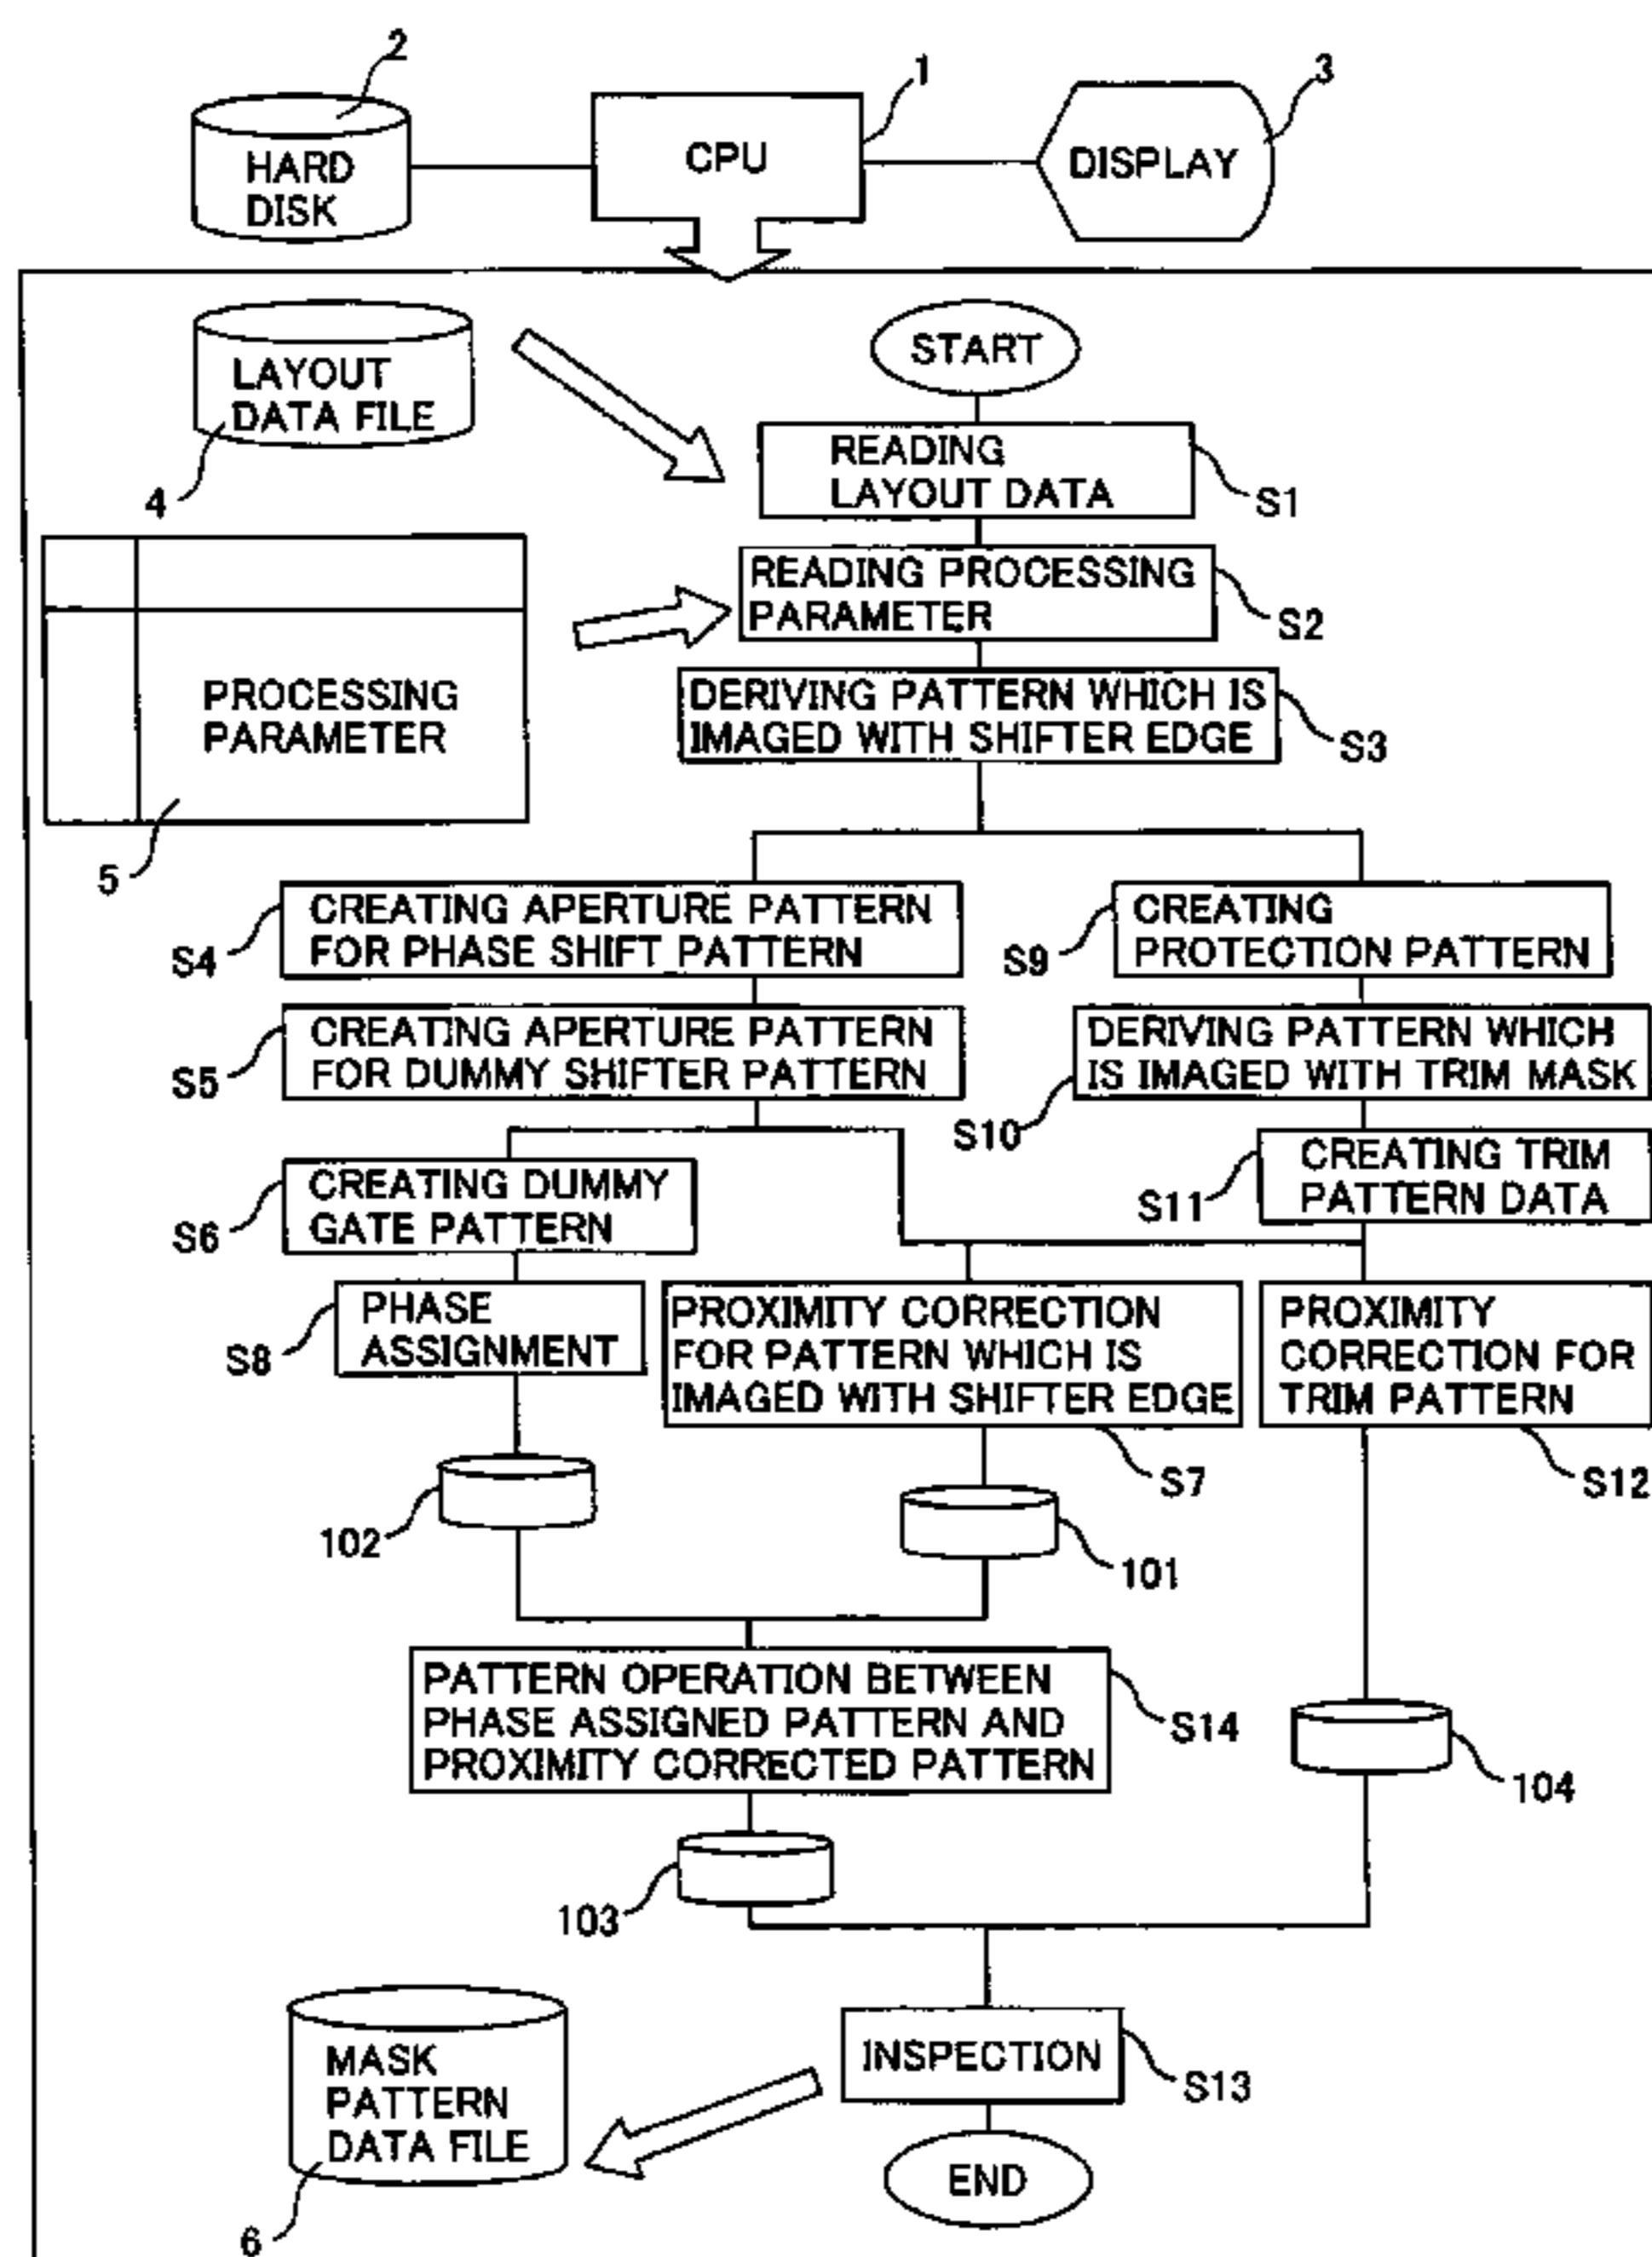 2
1
3
HARD
DISK
CPU
DISPLAY
LAYOUT
DATA FILE
4
START
READING
LAYOUT DATA
S1
READING PROCESSING
PARAMETER
S2
PROCESSING
PARAMETER
5
DERIVING PATTERN WHICH IS
IMAGED WITH SHIFTER EDGE
S3
CREATING APERTURE PATTERN
FOR PHASE SHIFT PATTERN
S4
CREATING
PROTECTION PATTERN
S9
CREATING APERTURE PATTERN
FOR DUMMY SHIFTER PATTERN
S5
DERIVING PATTERN WHICH
IS IMAGED WITH TRIM MASK
S10
CREATING DUMMY
GATE PATTERN
S6
CREATING TRIM
PATTERN DATA
S11
PHASE
ASSIGNMENT
S8
PROXIMITY CORRECTION
FOR PATTERN WHICH IS
IMAGED WITH SHIFTER EDGE
S7
PROXIMITY
CORRECTION FOR
TRIM PATTERN
S12
102
101
PATTERN OPERATION BETWEEN
PHASE ASSIGNED PATTERN AND
PROXIMITY CORRECTED PATTERN
S14
104
103
MASK
PATTERN
DATA FILE
6
INSPECTION
S13
END